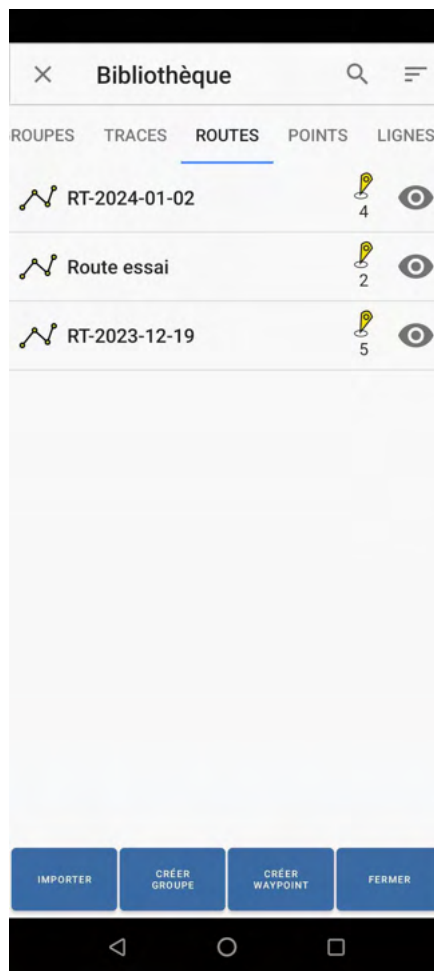 Bibliothèque
ROUPES TRACES ROUTES POINTS LIGNES
RT-2024-01-02
4
Route essai
2
RT-2023-12-19
5
IMPORTER
CRÉER
GROUPE
CRÉER
WAYPOINT
FERMER